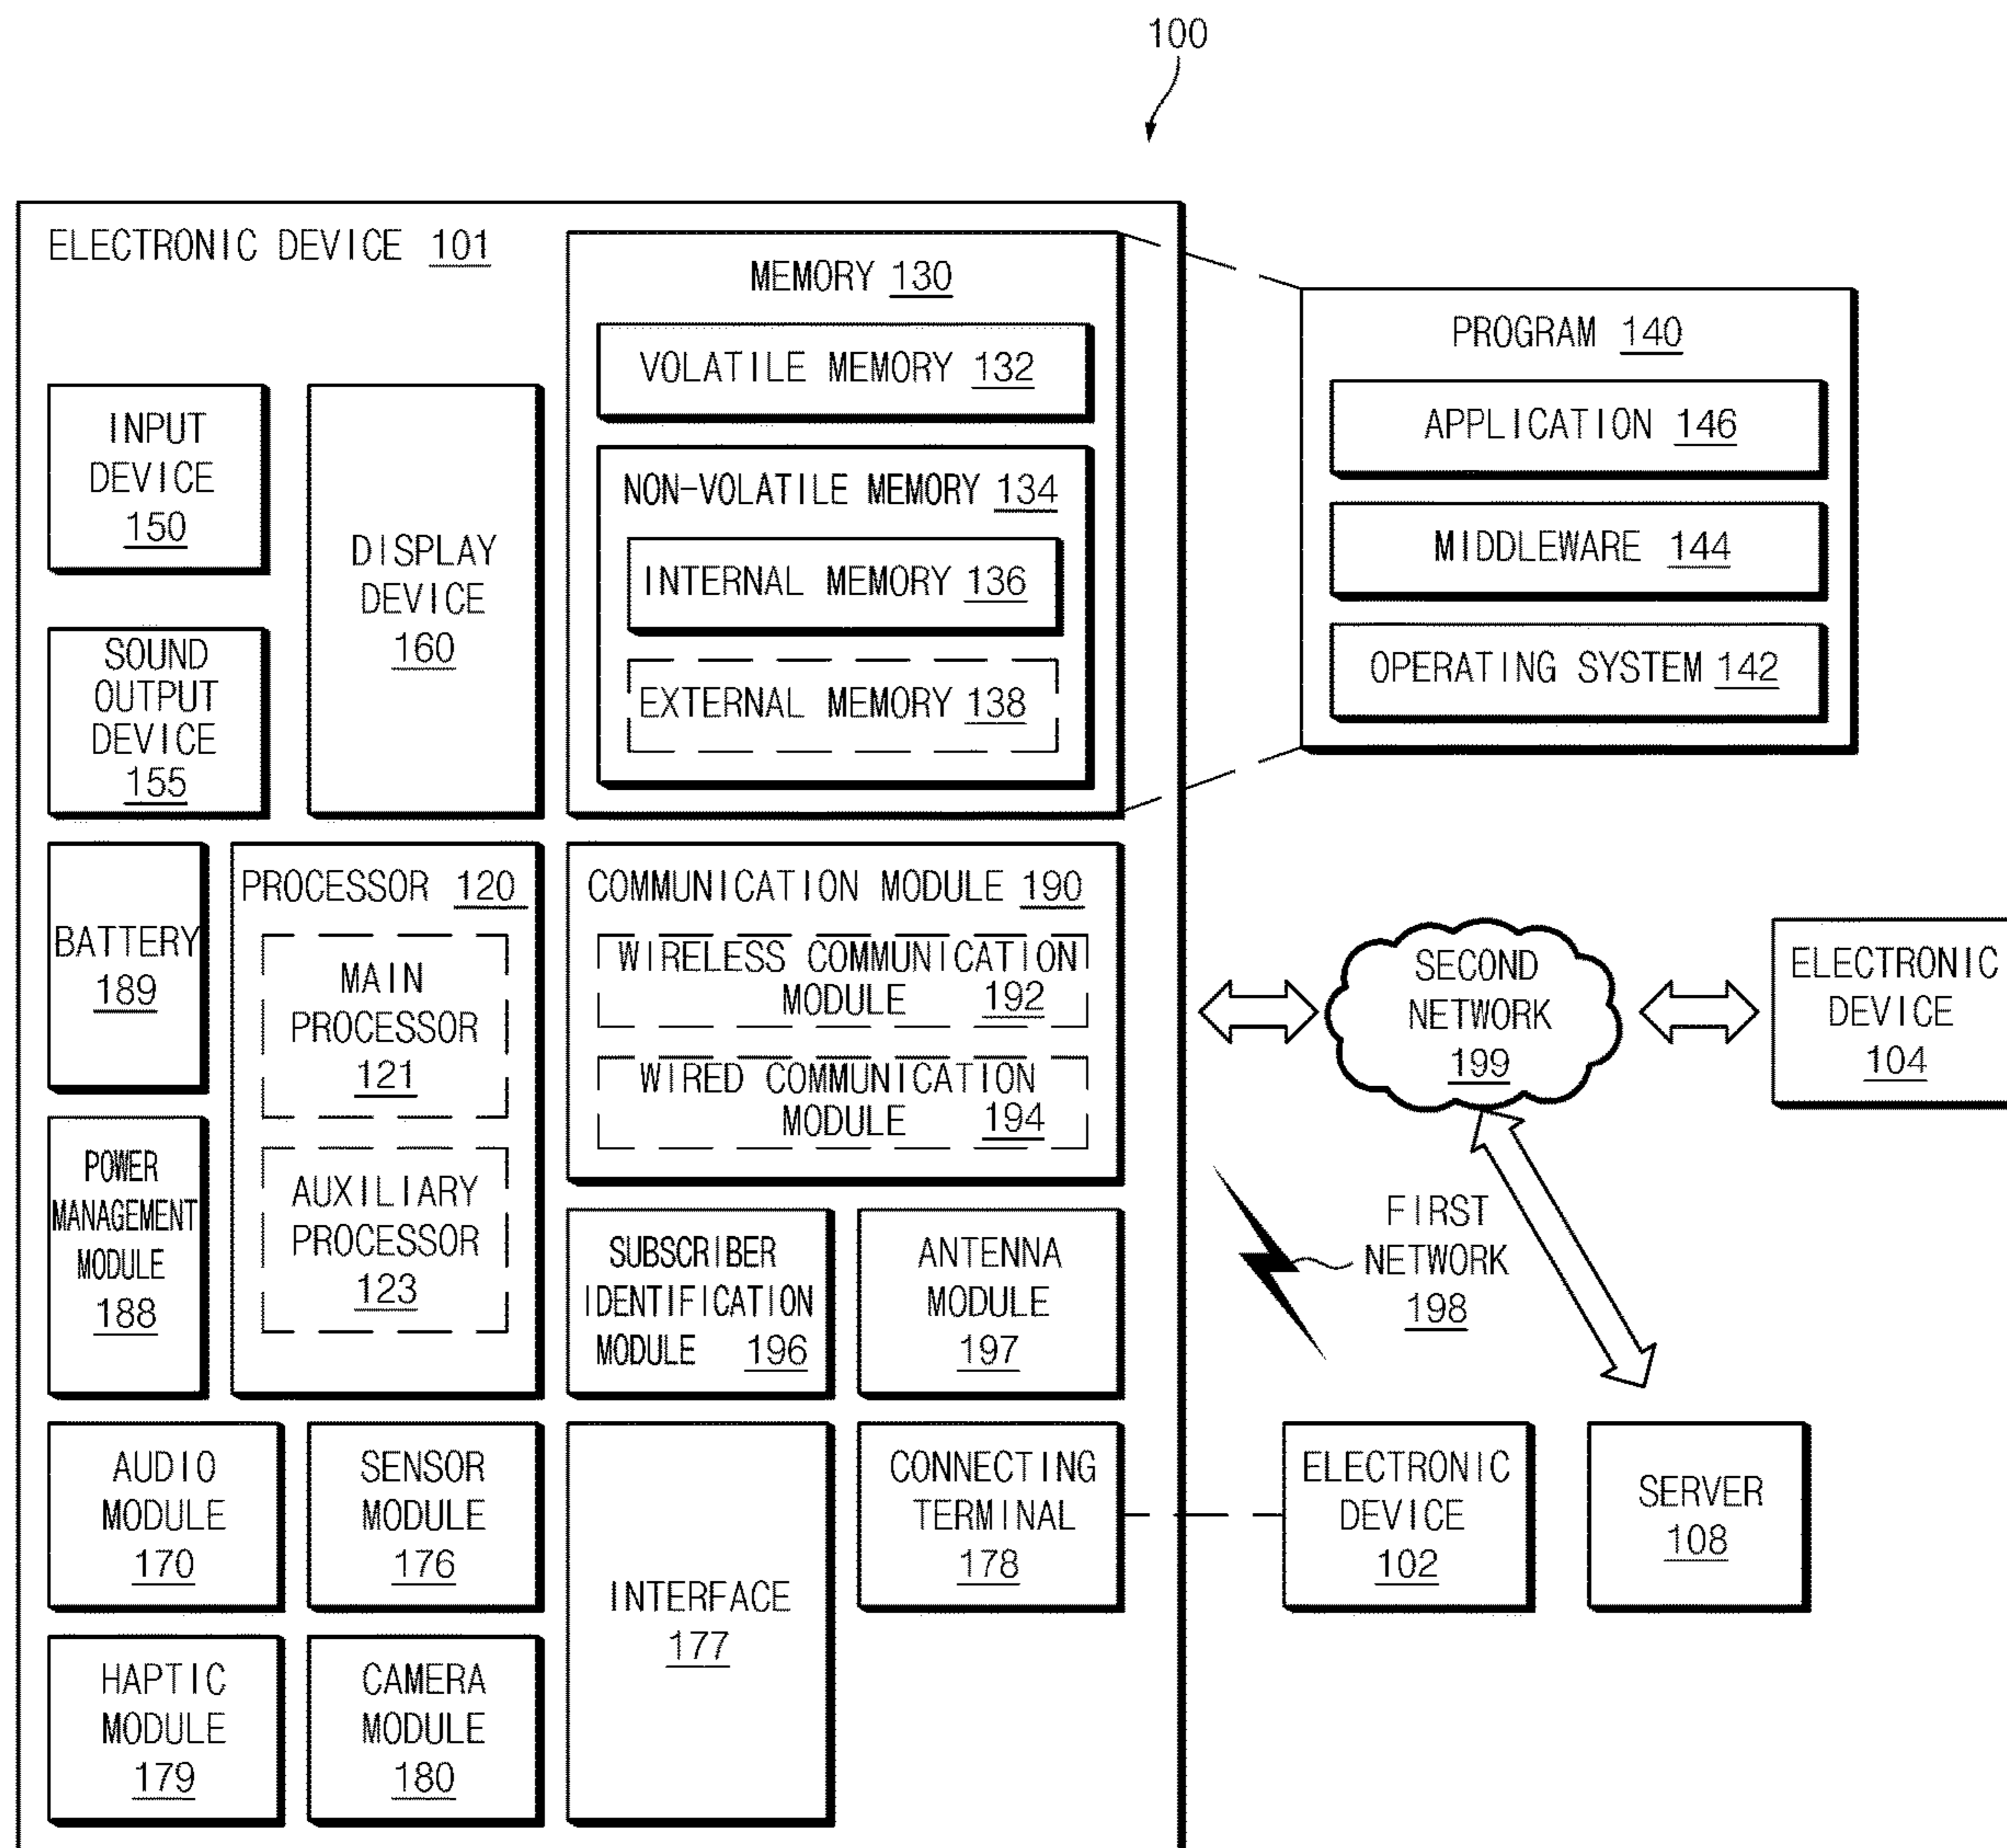 100
ELECTRONIC DEVICE 101
MEMORY 130
VOLATILE MEMORY 132
NON-VOLATILE MEMORY 134
INTERNAL MEMORY 136
EXTERNAL MEMORY 138
PROGRAM 140
APPLICATION 146
MIDDLEWARE 144
OPERATING SYSTEM 142
INPUT
DEVICE
150
SOUND
OUTPUT
DEVICE
155
DISPLAY
DEVICE
160
BATTERY
189
POWER
MANAGEMENT
MODULE
188
PROCESSOR 120
MAIN
PROCESSOR
121
AUXILIARY
PROCESSOR
123
COMMUNICATION MODULE 190
WIRELESS COMMUNICATION
MODULE 192
WIRED COMMUNICATION
MODULE 194
SUBSCRIBER
IDENTIFICATION
MODULE 196
ANTENNA
MODULE
197
SECOND
NETWORK
199
ELECTRONIC
DEVICE
104
FIRST
NETWORK
198
AUDIO
MODULE
170
SENSOR
MODULE
176
INTERFACE
177
CONNECTING
TERMINAL
178
ELECTRONIC
DEVICE
102
SERVER
108
HAPTIC
MODULE
179
CAMERA
MODULE
180